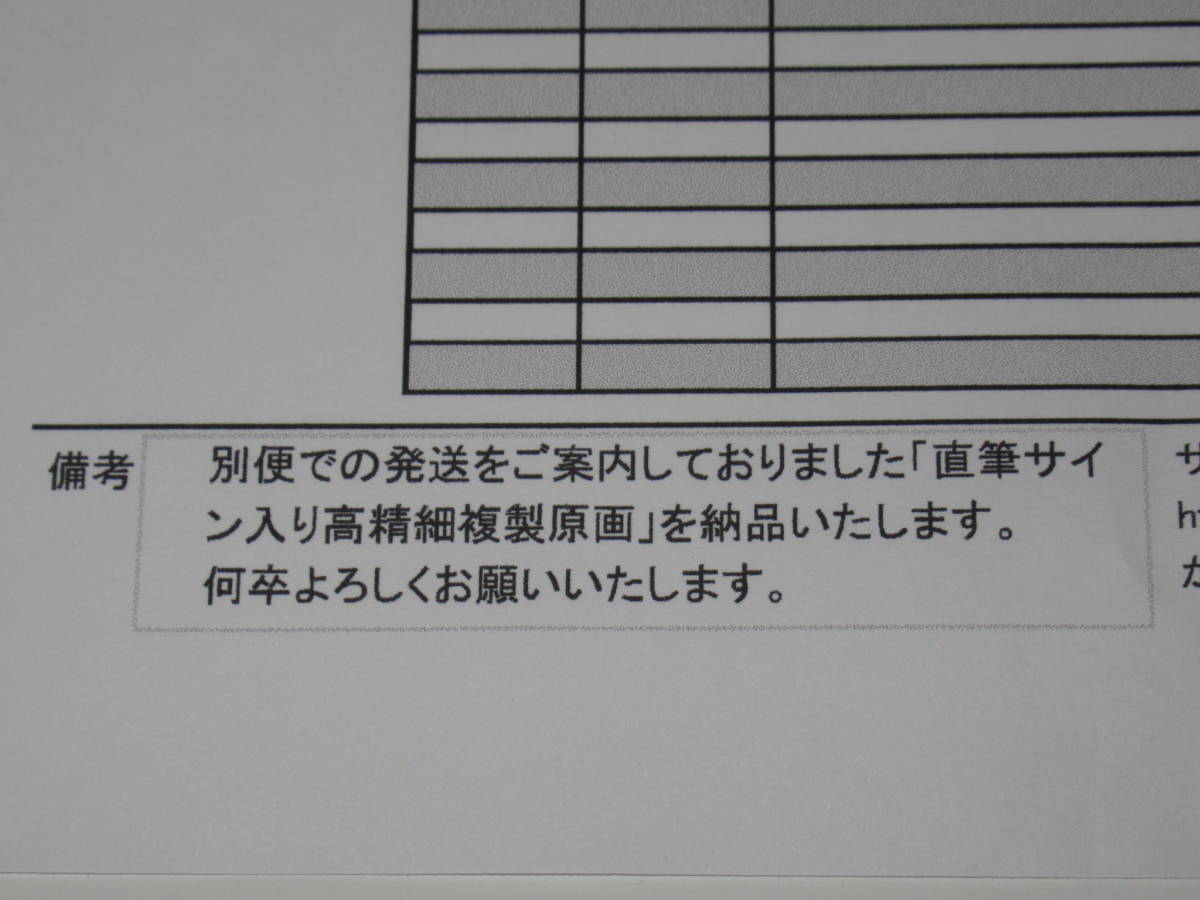 備考
別便での発送をご案内しておりました「直筆サイ
ン入り高精細複製原画」を納品いたします。
何卒よろしくお願いいたします。
サ
ht